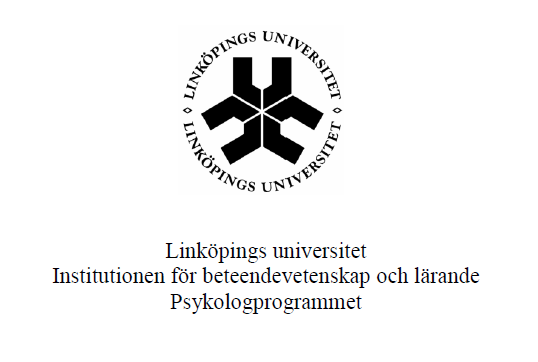 LINKÖPINGS UNIVERSITET
LINKÖPINGS UNIVERSITET
Linköpings universitet
Institutionen för beteendevetenskap och lärande
Psykologprogrammet